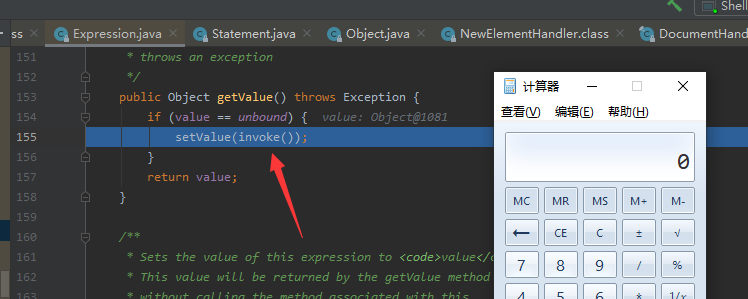 Shell
ss
Expression.java
Statement.java
Object.java
NewElementHandler.class
DocumentHand
151 * throws an exception
152 */
153 public Object getValue() throws Exception {
154 if (value == unbound) { value: Object@1081
155 setValue(invoke());
156 }
157 return value;
158 }
159
160 /**
161 * Sets the value of this expression to <code>value</c
162 * This value will be returned by the getValue method
163 * without calling the method associated with this
计算器
查看(V) 编辑(E) 帮助(H)
0
MC MR MS M+ M-
← CE C ± √
7 8 9 / %
4 5 6 * 1/x